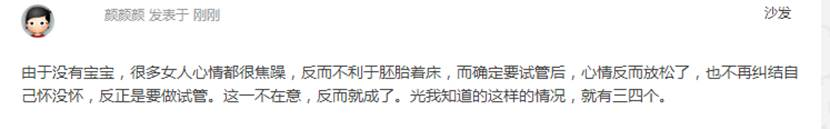 颜颜颜 发表于 刚刚 沙发
由于没有宝宝，很多女人心情都很焦躁，反而不利于胚胎着床，而确定要试管后，心情反而放松了，也不再纠结自
己怀没怀，反正是要做试管。这一不在意，反而就成了。光我知道的这样的情况，就有三四个。